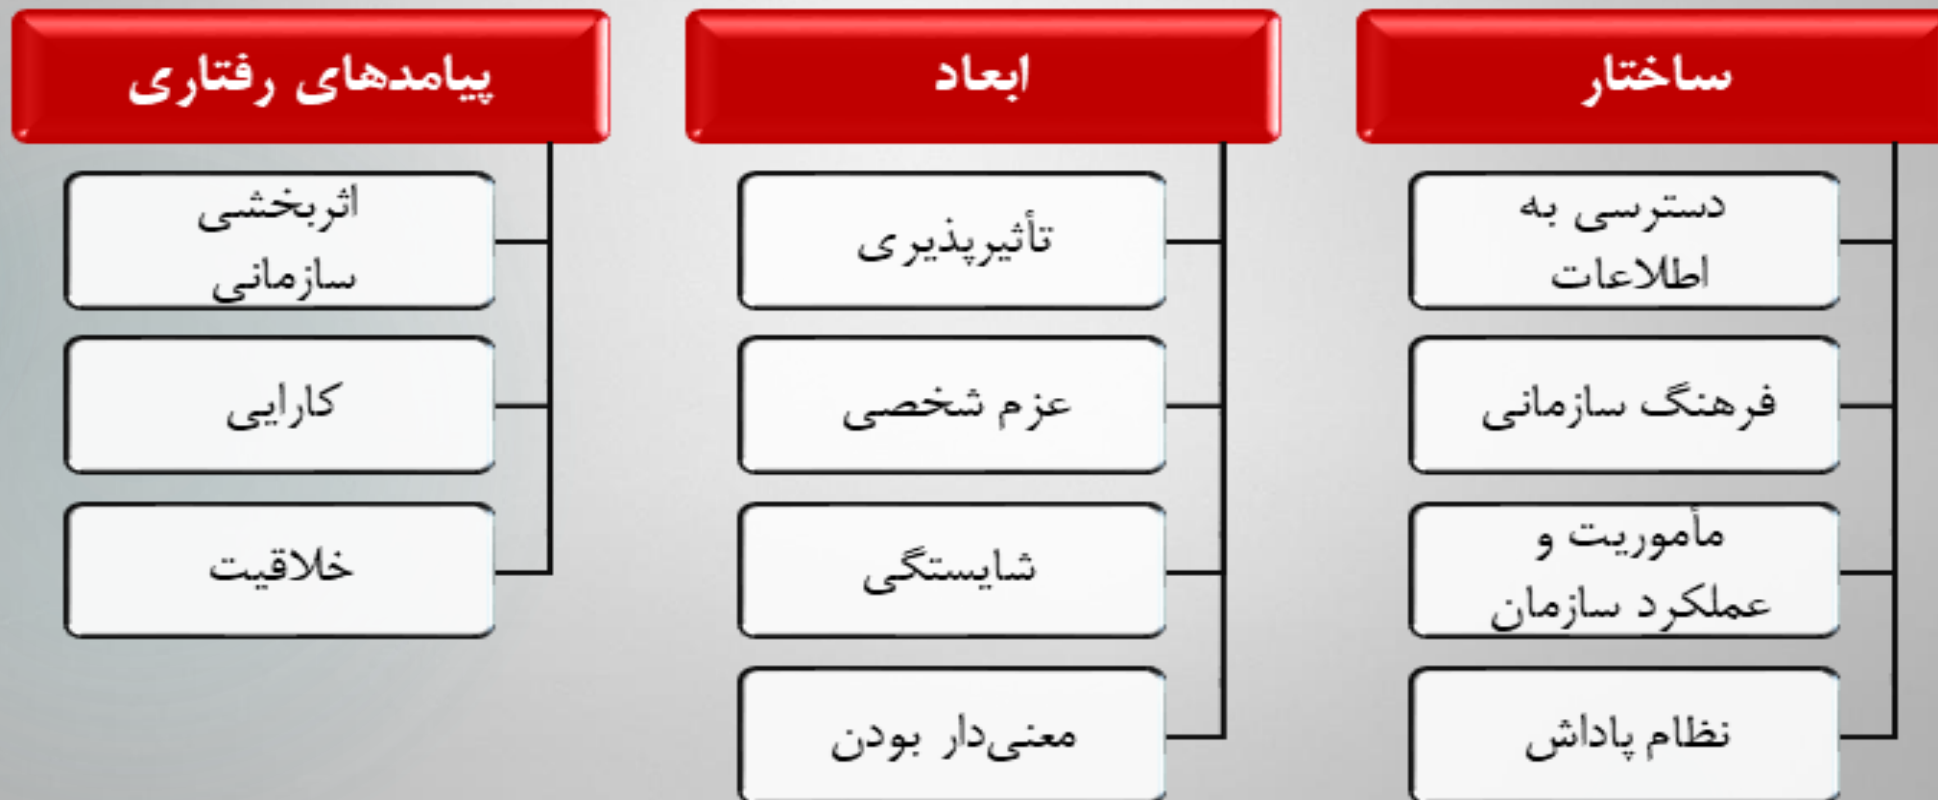 ساختار
دسترسی به
اطلاعات
فرهنگ سازمانی
مأموریت و
عملکرد سازمان
نظام پاداش
ابعاد
تأثیرپذیری
عزم شخصی
شایستگی
معنی‌دار بودن
پیامدهای رفتاری
اثربخشی
سازمانی
کارایی
خلاقیت